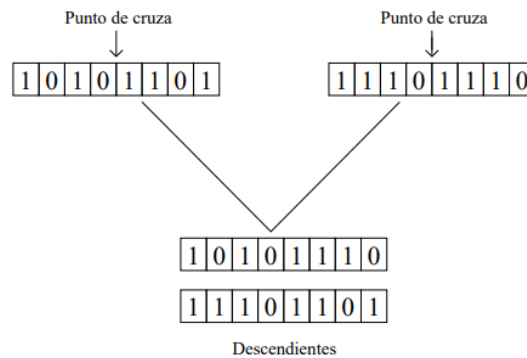 Punto de cruza Punto de cruza
1 0 1 0 1 1 0 1 1 1 1 0 1 1 1 0
1 0 1 0 1 1 1 0
1 1 1 0 1 1 0 1
Descendientes